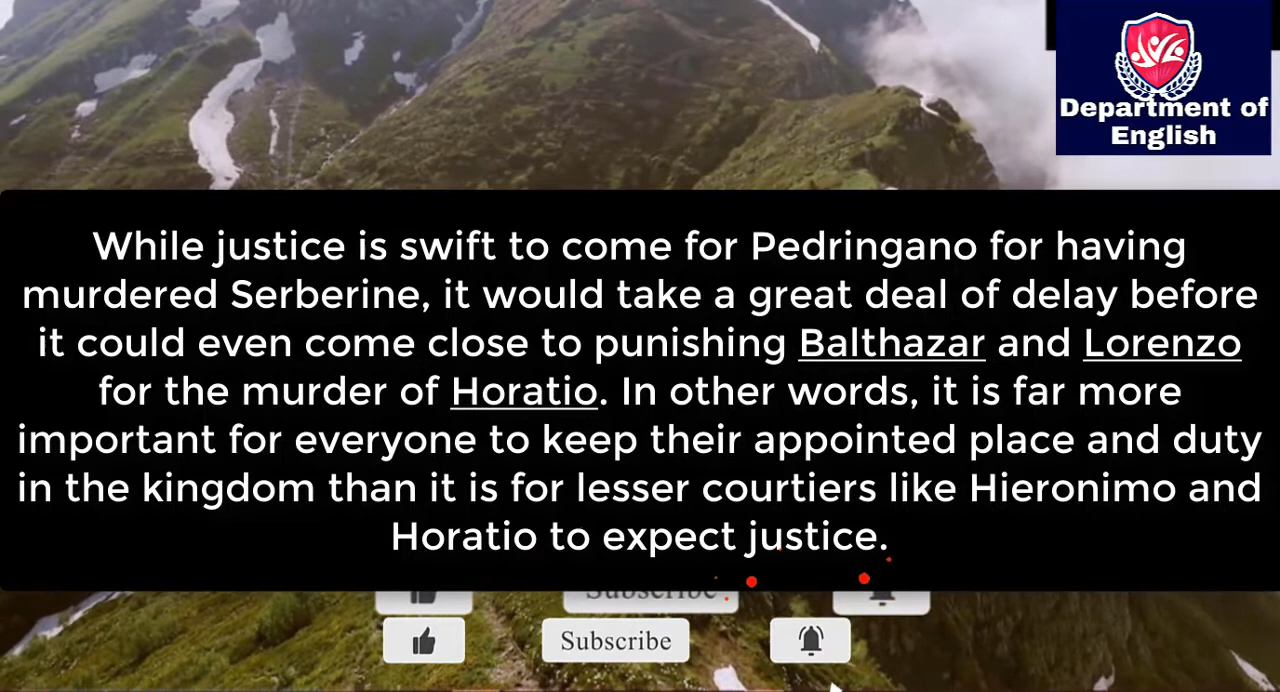 Department of
English
While justice is swift to come for Pedringano for having
murdered Serberine, it would take a great deal of delay before
it could even come close to punishing Balthazar and Lorenzo
for the murder of Horatio. In other words, it is far more
important for everyone to keep their appointed place and duty
in the kingdom than it is for lesser courtiers like Hieronimo and
Horatio to expect justice.
Subscribe
Subscribe